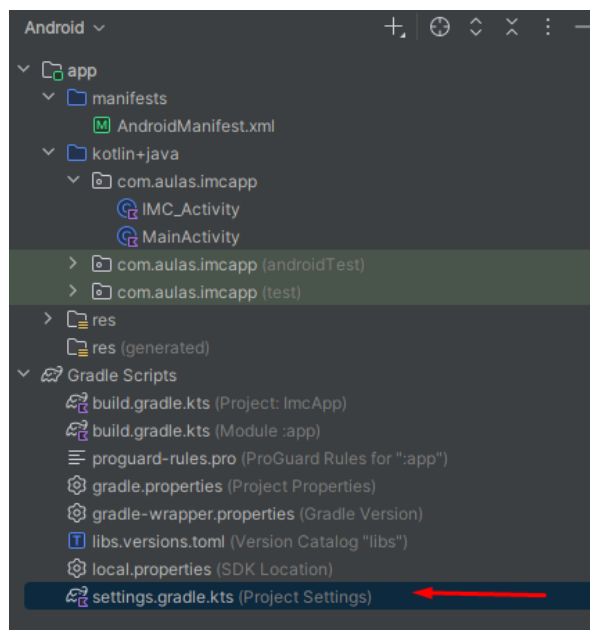 Android
app
manifests
AndroidManifest.xml
kotlin+java
com.aulas.imcapp
IMC_Activity
MainActivity
com.aulas.imcapp (androidTest)
com.aulas.imcapp (test)
res
res (generated)
Gradle Scripts
build.gradle.kts (Project: ImcApp)
build.gradle.kts (Module :app)
proguard-rules.pro (ProGuard Rules for ":app")
gradle.properties (Project Properties)
gradle-wrapper.properties (Gradle Version)
libs.versions.toml (Version Catalog "libs")
local.properties (SDK Location)
settings.gradle.kts (Project Settings)